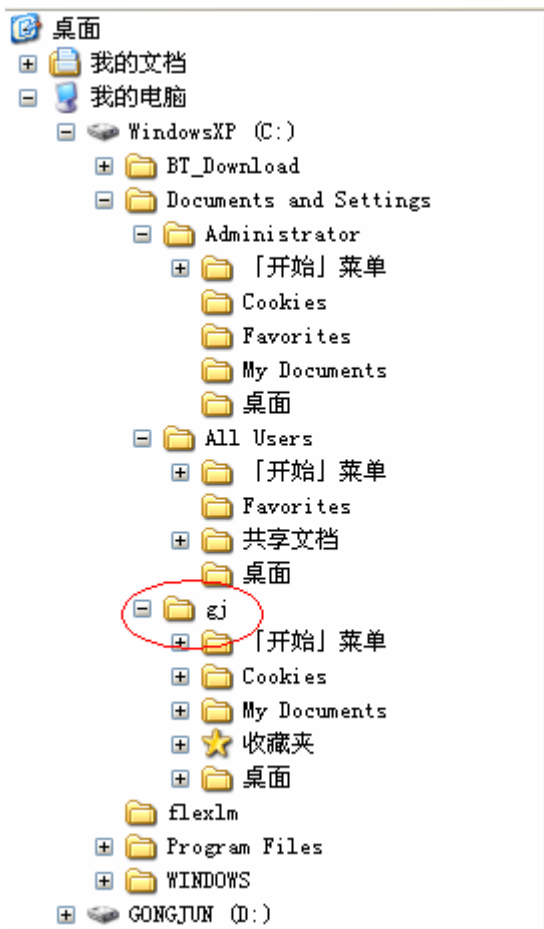 桌面
我的文档
我的电脑
WindowsXP (C:)
BT_Download
Documents and Settings
Administrator
「开始」菜单
Cookies
Favorites
My Documents
桌面
All Users
「开始」菜单
Favorites
共享文档
桌面
gj
「开始」菜单
Cookies
My Documents
收藏夹
桌面
flexlm
Program Files
WINDOWS
GONGJUN (D:)